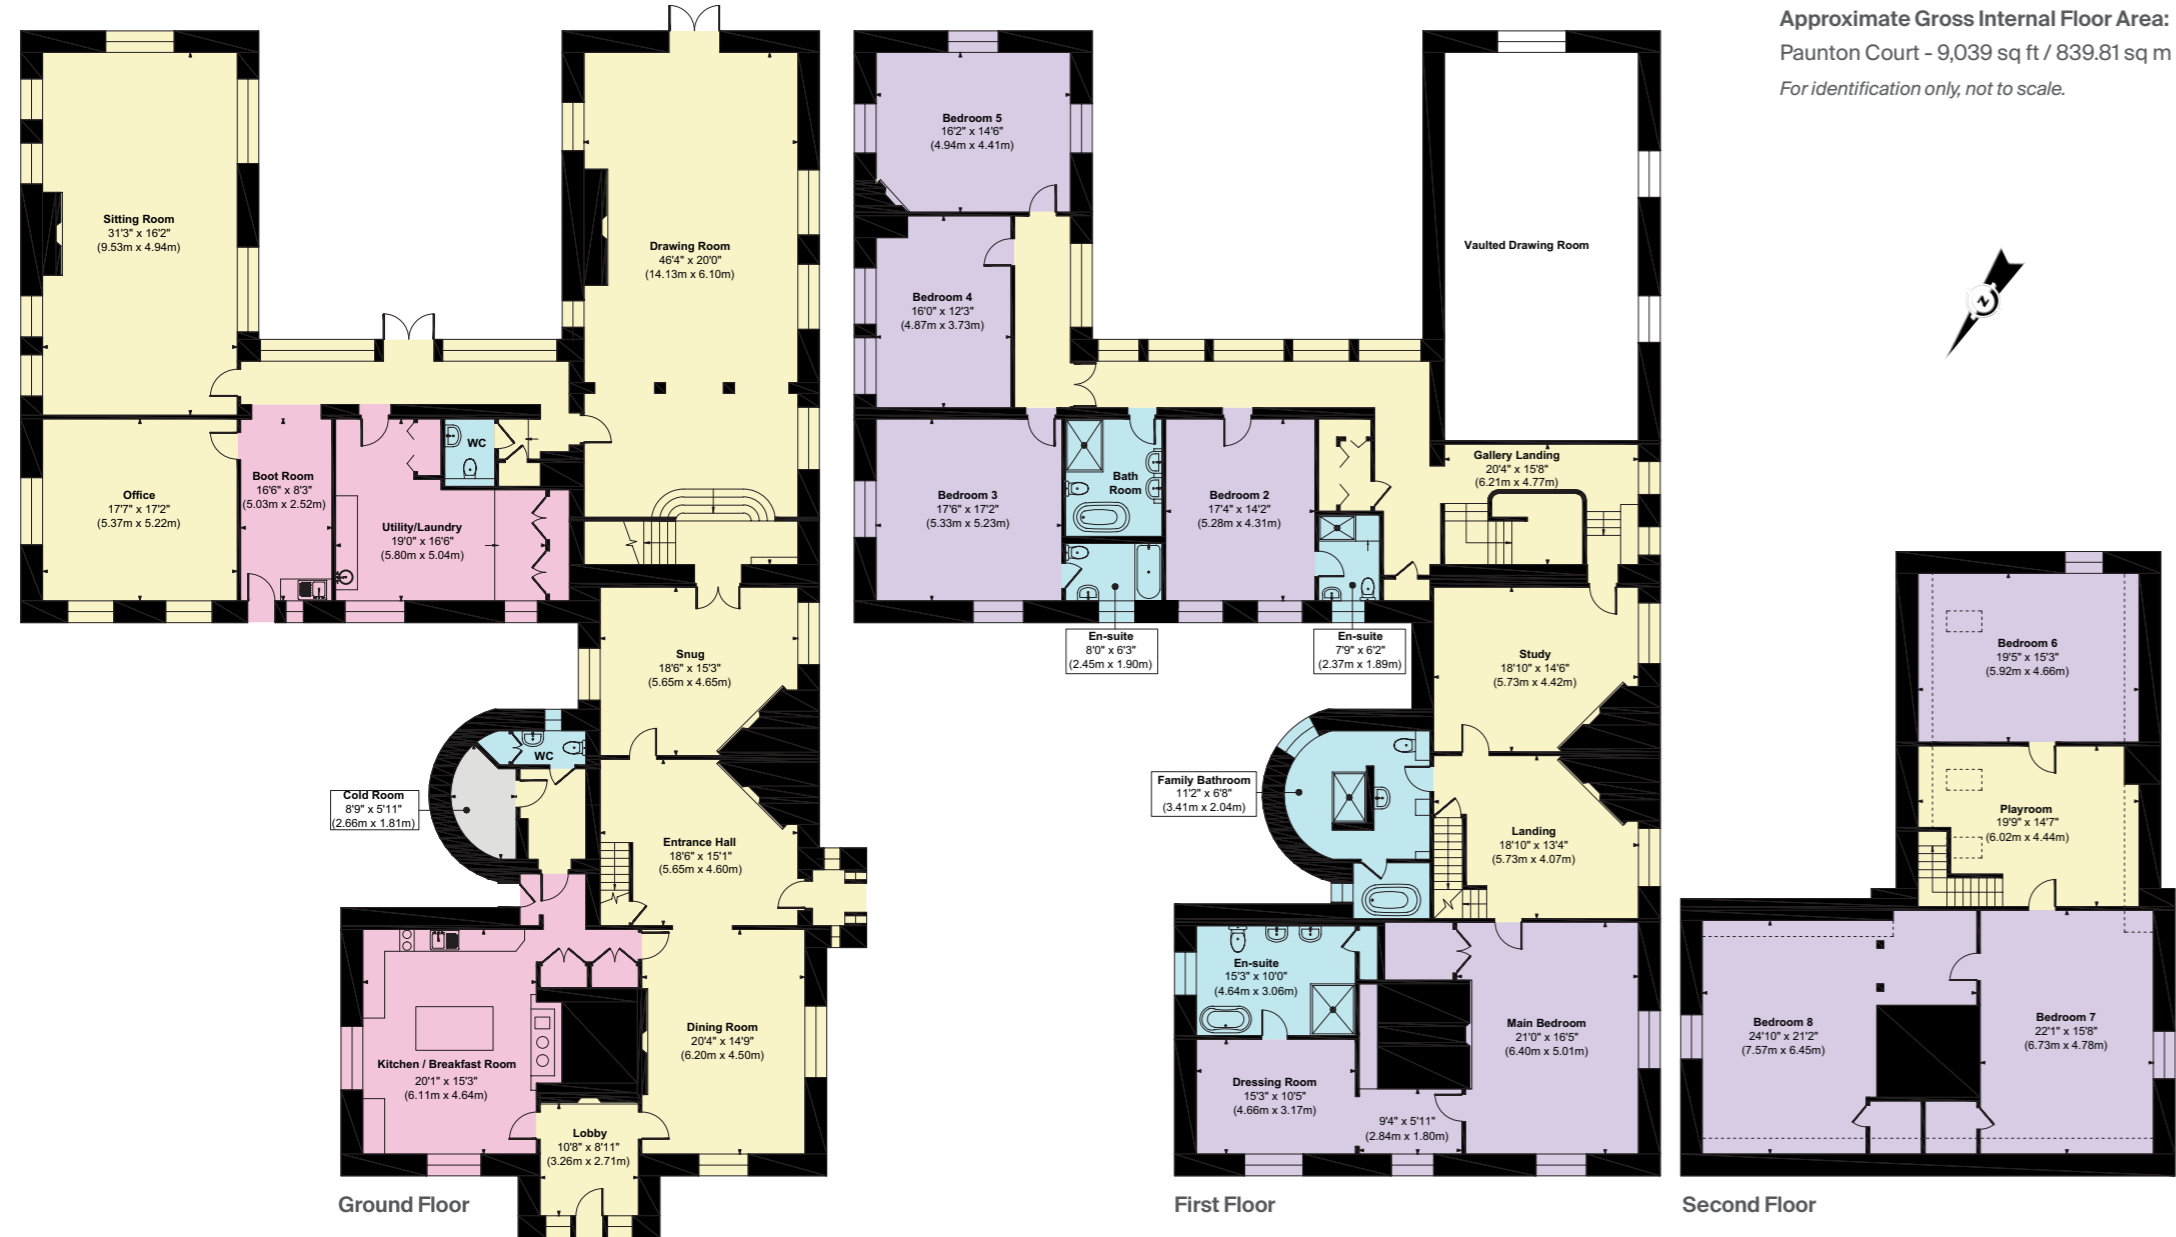 Approximate Gross Internal Floor Area:
Paunton Court - 9,039 sq ft / 839.81 sq m
For identification only, not to scale.
Sitting Room
31'3" x 16'2"
(9.53m x 4.94m)
Drawing Room
46'4" x 20'0"
(14.13m x 6.10m)
Office
17'7" x 17'2"
(5.37m x 5.22m)
Boot Room
16'6" x 8'3"
(5.03m x 2.52m)
Utility/Laundry
19'0" x 16'6"
(5.80m x 5.04m)
WC
Snug
18'6" x 15'3"
(5.65m x 4.65m)
WC
Cold Room
8'9" x 5'11"
(2.66m x 1.81m)
Entrance Hall
18'6" x 15'1"
(5.65m x 4.60m)
Kitchen / Breakfast Room
20'1" x 15'3"
(6.11m x 4.64m)
Dining Room
20'4" x 14'9"
(6.20m x 4.50m)
Lobby
10'8" x 8'11"
(3.26m x 2.71m)
Ground Floor
Bedroom 5
16'2" x 14'6"
(4.94m x 4.41m)
Bedroom 4
16'0" x 12'3"
(4.87m x 3.73m)
Vaulted Drawing Room
Bedroom 3
17'6" x 17'2"
(5.33m x 5.23m)
Bath
Room
Bedroom 2
17'4" x 14'2"
(5.28m x 4.31m)
Gallery Landing
20'4" x 15'8"
(6.21m x 4.77m)
En-suite
8'0" x 6'3"
(2.45m x 1.90m)
En-suite
7'9" x 6'2"
(2.37m x 1.89m)
Study
18'10" x 14'6"
(5.73m x 4.42m)
Family Bathroom
11'2" x 6'8"
(3.41m x 2.04m)
Landing
18'10" x 13'4"
(5.73m x 4.07m)
En-suite
15'3" x 10'0"
(4.64m x 3.06m)
Main Bedroom
21'0" x 16'5"
(6.40m x 5.01m)
Dressing Room
15'3" x 10'5"
(4.66m x 3.17m)
9'4" x 5'11"
(2.84m x 1.80m)
First Floor
N
Bedroom 6
19'5" x 15'3"
(5.92m x 4.66m)
Playroom
19'9" x 14'7"
(6.02m x 4.44m)
Bedroom 8
24'10" x 21'2"
(7.57m x 6.45m)
Bedroom 7
22'1" x 15'8"
(6.73m x 4.78m)
Second Floor